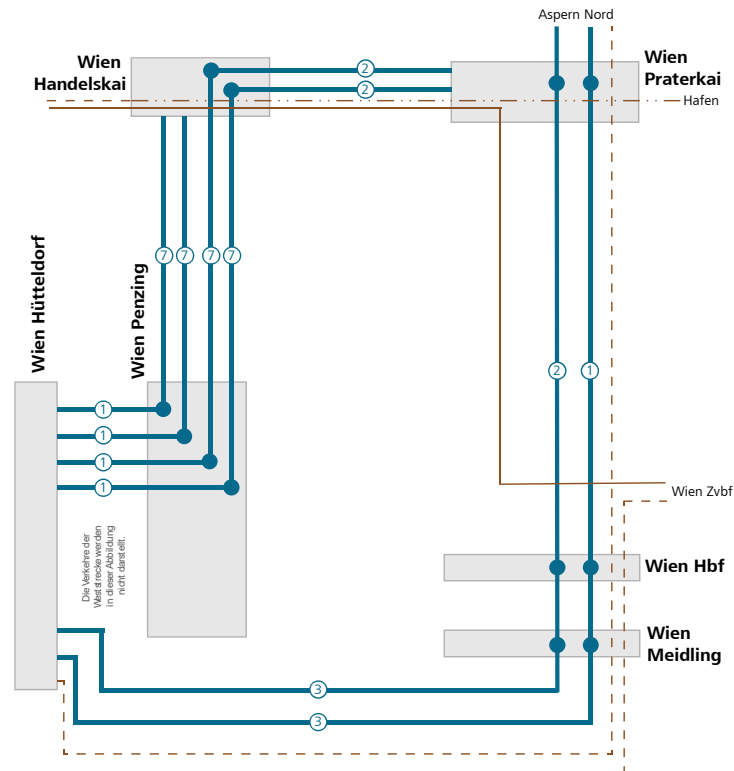 Aspern Nord
Wien
Handelskai
Wien
Praterkai
Hafen
2
2
7
7
7
7
Wien Hütteldorf
Wien Penzing
2
1
1
1
1
1
Wien Zvbf
Die Verkehre der
Weststrecke werden
in dieser Abbildung
nicht darstellt.
Wien Hbf
Wien
Meidling
3
3